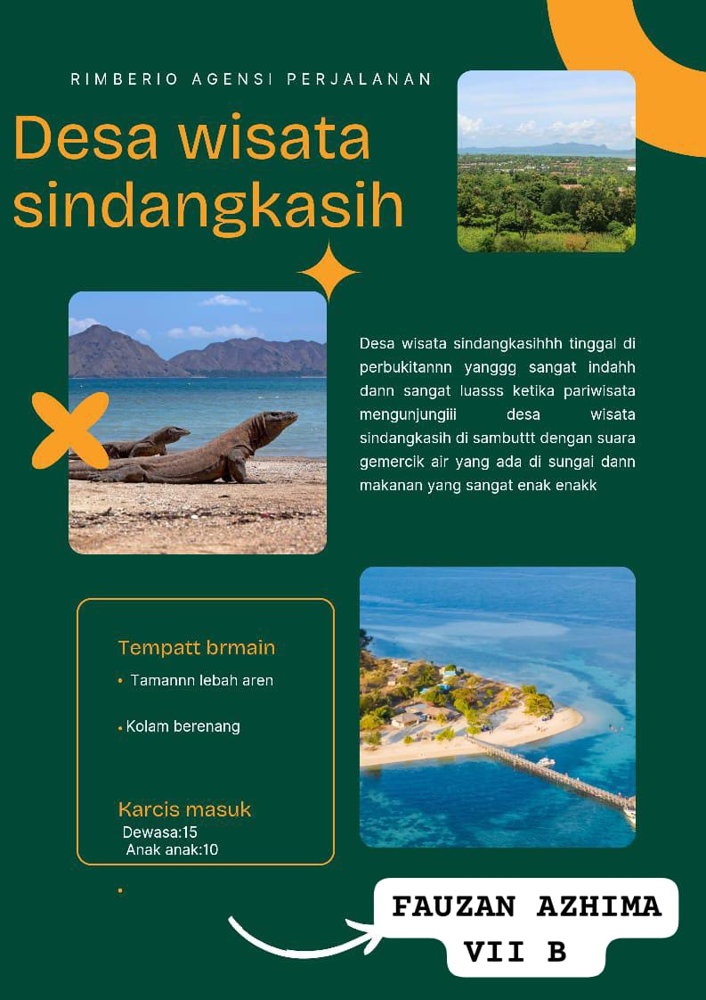 RIMBERIO AGENSI PERJALANAN
Desa wisata
sindangkasih
Desa wisata sindangkasihhh tinggal di
perbukitannn yanggg sangat indahh
dann sangat luasss ketika pariwisata
mengunjungiii desa wisata
sindangkasih di sambuttt dengan suara
gemercik air yang ada di sungai dann
makanan yang sangat enak enakk
Tempatt brmain
• Tamannn lebah aren
• Kolam berenang
Karcis masuk
Dewasa:15
Anak anak:10
•
FAUZAN AZHIMA
VII B